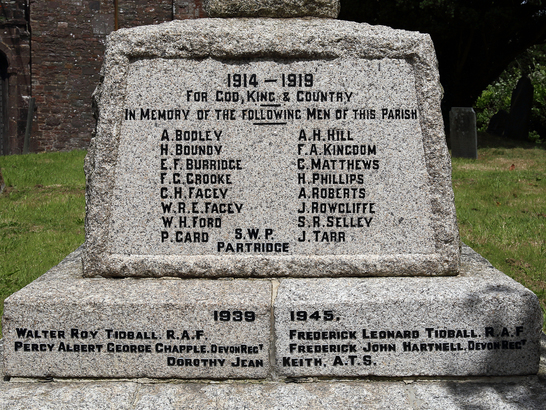 1914 — 1919
FOR GOD, KING & COUNTRY
IN MEMORY OF THE FOLLOWING MEN OF THIS PARISH
A. BODLEY A. H. HILL
H. BOUNDY F. A. KINGDOM
E. F. BURRIDGE C. MATTHEWS
F. C. CROOKE H. PHILLIPS
C. H. FACEY A. ROBERTS
W. R. E. FACEY J. ROWCLIFFE
W. H. FORD S. R. SELLEY
P. CARD S. W. P. J. TARR
PARTRIDGE
1939 1945.
WALTER ROY TIDBALL. R.A.F. FREDERICK LEONARD TIDBALL. R.A.F
PERCY ALBERT GEORGE CHAPPLE. DEVON REGT FREDERICK JOHN HARTNELL. DEVON REGT
DOROTHY JEAN KEITH. A.T.S.